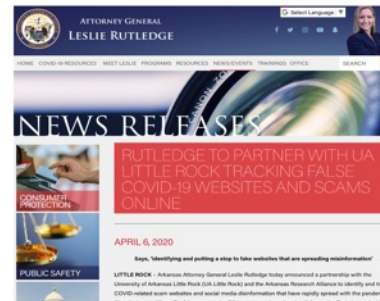 Select Language
ATTORNEY GENERAL
LESLIE RUTLEDGE
HOME COVID-19 RESOURCES MEET LESLIE PROGRAMS RESOURCES NEWS/EVENTS TRAININGS OFFICE SEARCH
NEWS RELEASES
CONSUMER
PROTECTION
PUBLIC SAFETY
RUTLEDGE TO PARTNER WITH UA
LITTLE ROCK TRACKING FALSE
COVID-19 WEBSITES AND SCAMS
ONLINE
APRIL 6, 2020
Says, 'Identifying and putting a stop to fake websites that are spreading misinformation'
LITTLE ROCK – Arkansas Attorney General Leslie Rutledge today announced a partnership with the
University of Arkansas Little Rock (UA Little Rock) and the Arkansas Research Alliance to identify and
COVID-related scam websites and social media disinformation that have rapidly spread with the